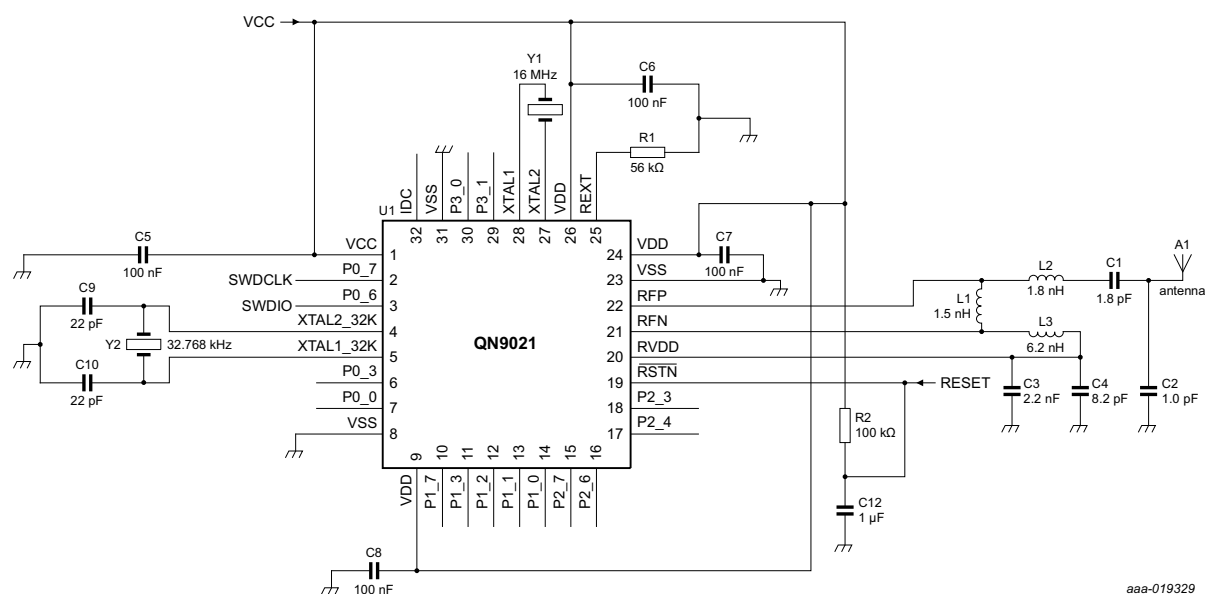 VCC
Y1
16 MHz
C6
100 nF
R1
56 kΩ
U1
IDC
VSS
P3_0
P3_1
XTAL1
XTAL2
VDD
REXT
32
31
30
29
28
27
26
25
C5
100 nF
VCC
1
SWDCLK
P0_7
2
SWDIO
P0_6
3
C9
22 pF
XTAL2_32K
4
Y2
32.768 kHz
XTAL1_32K
5
C10
22 pF
P0_3
6
P0_0
7
VSS
8
QN9021
24
VDD
C7
100 nF
23
VSS
22
RFP
21
RFN
20
RVDD
19
RSTN
RESET
18
P2_3
17
P2_4
L1
1.5 nH
L2
1.8 nH
C1
1.8 pF
A1
antenna
L3
6.2 nH
C3
2.2 nF
C4
8.2 pF
C2
1.0 pF
R2
100 kΩ
C12
1 μF
9
10
11
12
13
14
15
16
VDD
P1_7
P1_3
P1_2
P1_1
P1_0
P2_7
P2_6
C8
100 nF
aaa-019329